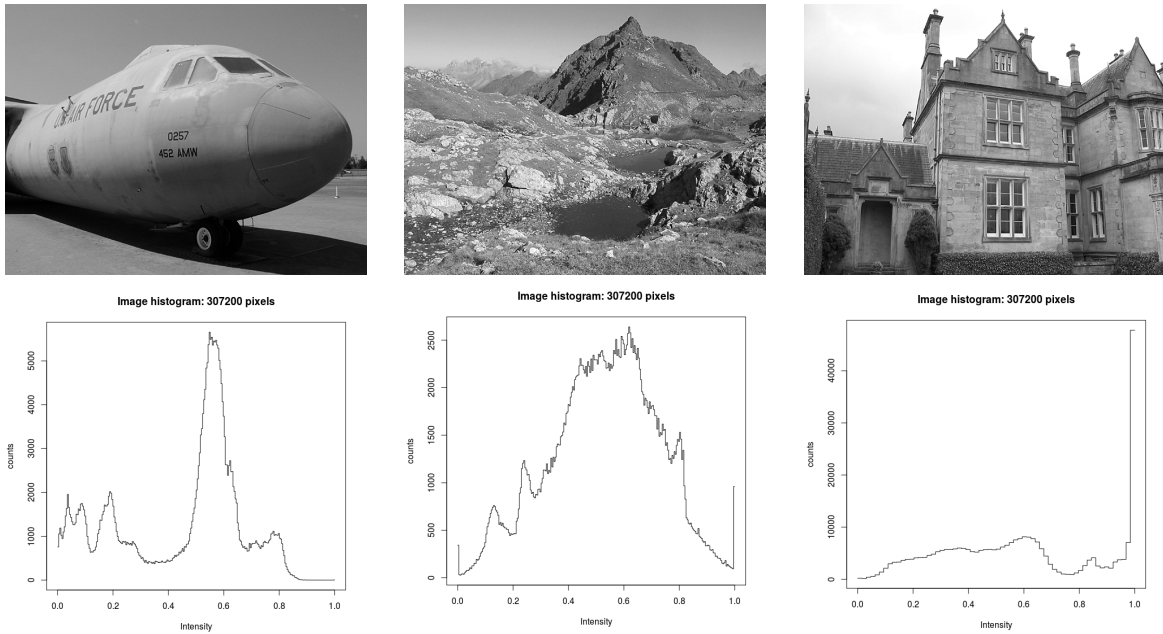 U.S. AIR FORCE
0257
452 AMW
Image histogram: 307200 pixels
counts
5000
4000
3000
2000
1000
0
0.0 0.2 0.4 0.6 0.8 1.0
Intensity
Image histogram: 307200 pixels
counts
2500
2000
1500
1000
500
0
0.0 0.2 0.4 0.6 0.8 1.0
Intensity
Image histogram: 307200 pixels
counts
40000
30000
20000
10000
0
0.0 0.2 0.4 0.6 0.8 1.0
Intensity